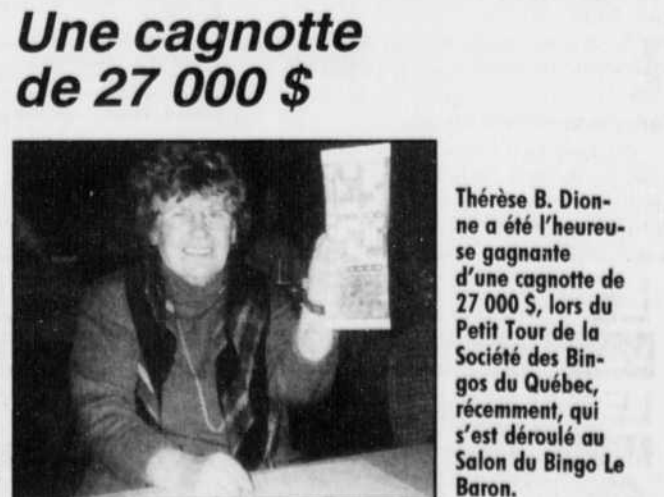 Une cagnotte
de 27 000 $
Thérèse B. Dion-
ne a été l'heureu-
se gagnante
d'une cagnotte de
27 000 $, lors du
Petit Tour de la
Société des Bin-
gos du Québec,
récemment, qui
s'est déroulé au
Salon du Bingo Le
Baron.